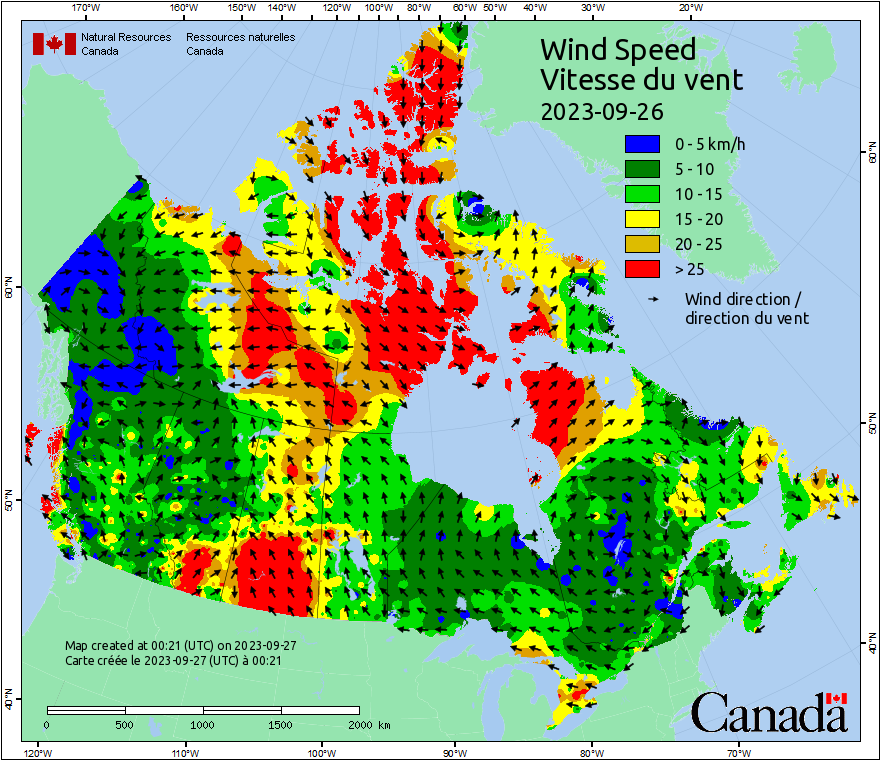 170°W 160°W 150°W 140°W 120°W 100°W 80°W 60°W 50°W 40°W 30°W 20°W
Natural Resources Ressources naturelles
Canada Canada
Wind Speed
Vitesse du vent
2023-09-26
0 - 5 km/h
5 - 10
10 - 15
15 - 20
20 - 25
> 25
Wind direction /
direction du vent
60°N
60°N
50°N
50°N
40°N
40°N
Map created at 00:21 (UTC) on 2023-09-27
Carte créée le 2023-09-27 (UTC) à 00:21
0 500 1000 1500 2000 km
Canada
120°W 110°W 100°W 90°W 80°W 70°W